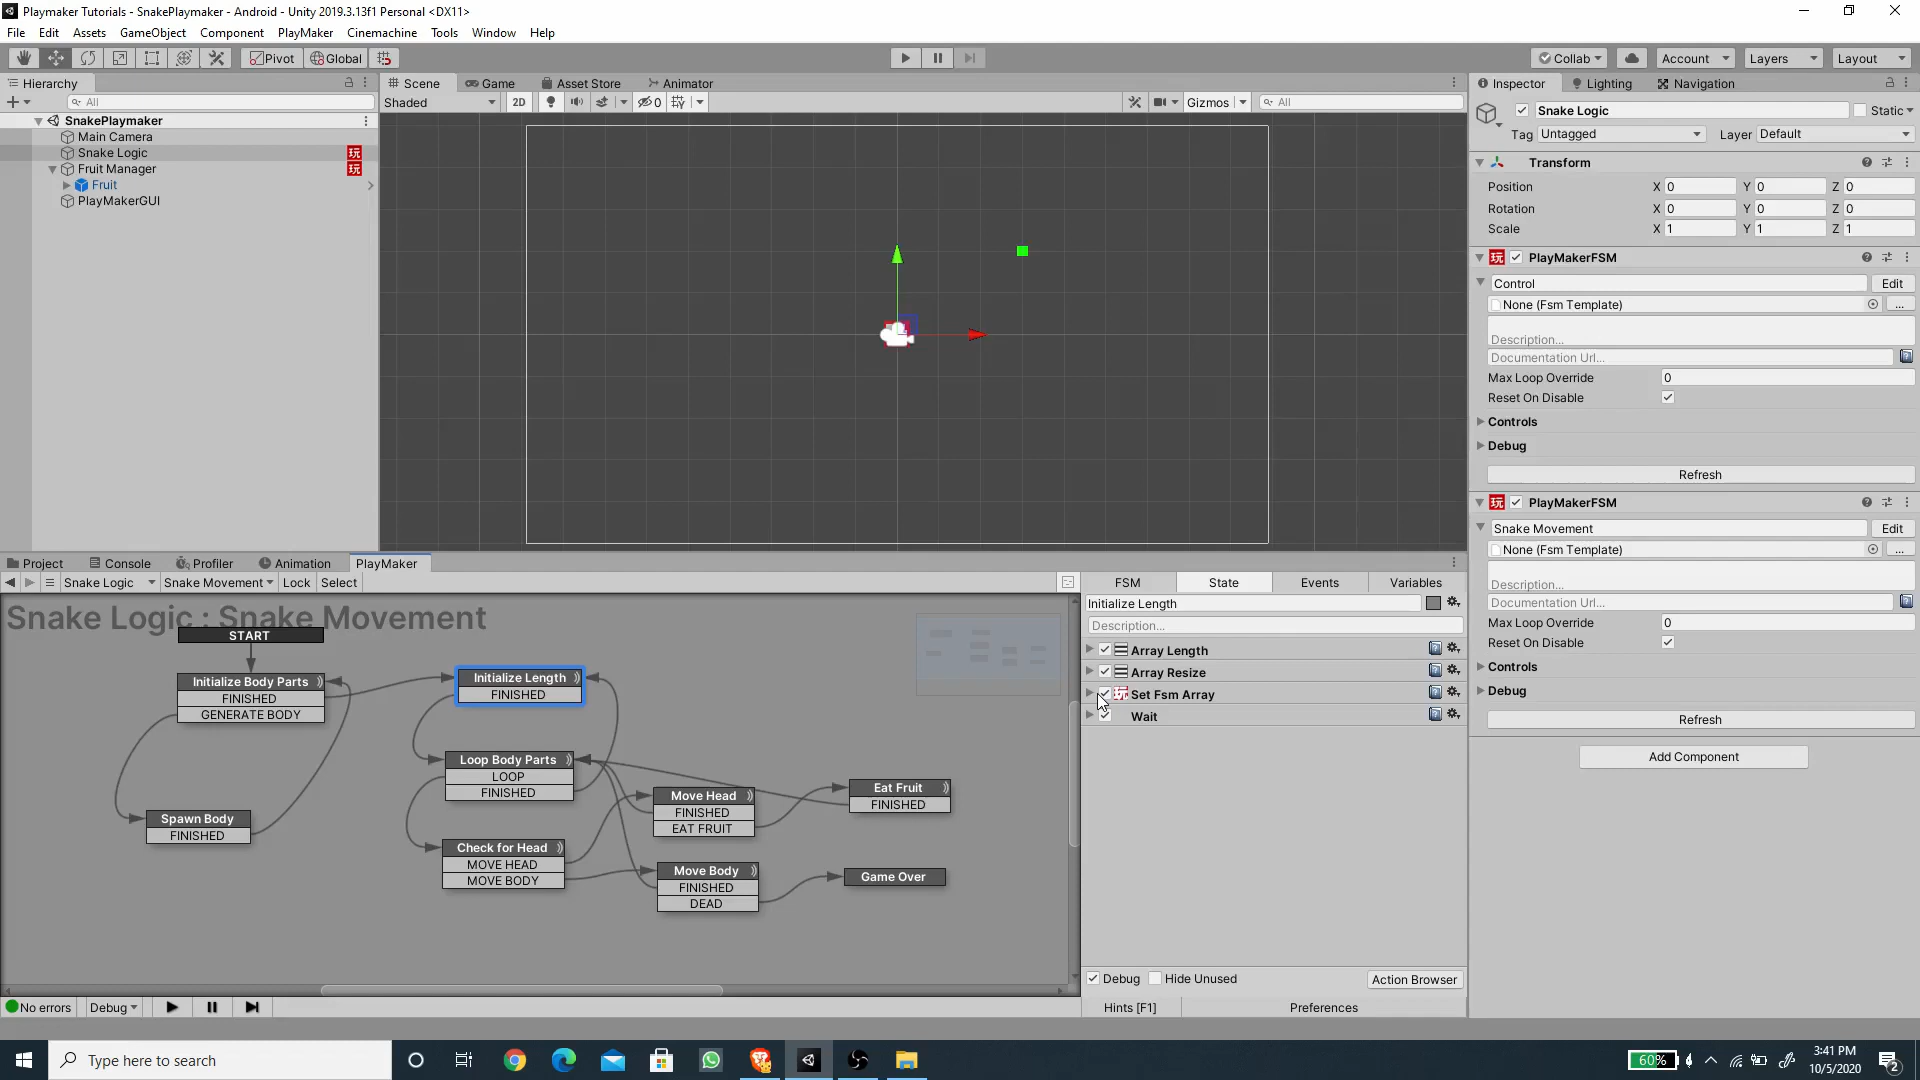 Playmaker Tutorials - SnakePlaymaker - Android - Unity 2019.3.13f1 Personal <DX11>
File Edit Assets GameObject Component PlayMaker Cinemachine Tools Window Help
Pivot Global Collab Account Layers Layout
Hierarchy
All
SnakePlaymaker
Main Camera
Snake Logic 玩
Fruit Manager 玩
Fruit
PlayMakerGUI
Scene Game Asset Store Animator
Shaded 2D 0 Gizmos All
Inspector Lighting Navigation
Snake Logic Static
Tag Untagged Layer Default
Transform
Position X 0 Y 0 Z 0
Rotation X 0 Y 0 Z 0
Scale X 1 Y 1 Z 1
玩 PlayMakerFSM
Control Edit
None (Fsm Template) ...
Description...
Documentation Url...
Max Loop Override 0
Reset On Disable
Controls
Debug
Refresh
玩 PlayMakerFSM
Snake Movement Edit
None (Fsm Template) ...
Description...
Documentation Url...
Max Loop Override 0
Reset On Disable
Controls
Debug
Refresh
Add Component
Project Console Profiler Animation PlayMaker
Snake Logic Snake Movement Lock Select
Snake Logic : Snake Movement
START
Initialize Body Parts
FINISHED
GENERATE BODY
Spawn Body
FINISHED
Initialize Length
FINISHED
Loop Body Parts
LOOP
FINISHED
Check for Head
MOVE HEAD
MOVE BODY
Move Head
FINISHED
EAT FRUIT
Move Body
FINISHED
DEAD
Eat Fruit
FINISHED
Game Over
FSM State Events Variables
Initialize Length
Description...
Array Length
Array Resize
Set Fsm Array
Wait
Debug Hide Unused Action Browser
Hints [F1] Preferences
No errors Debug
Type here to search
60%
3:41 PM
10/5/2020
2